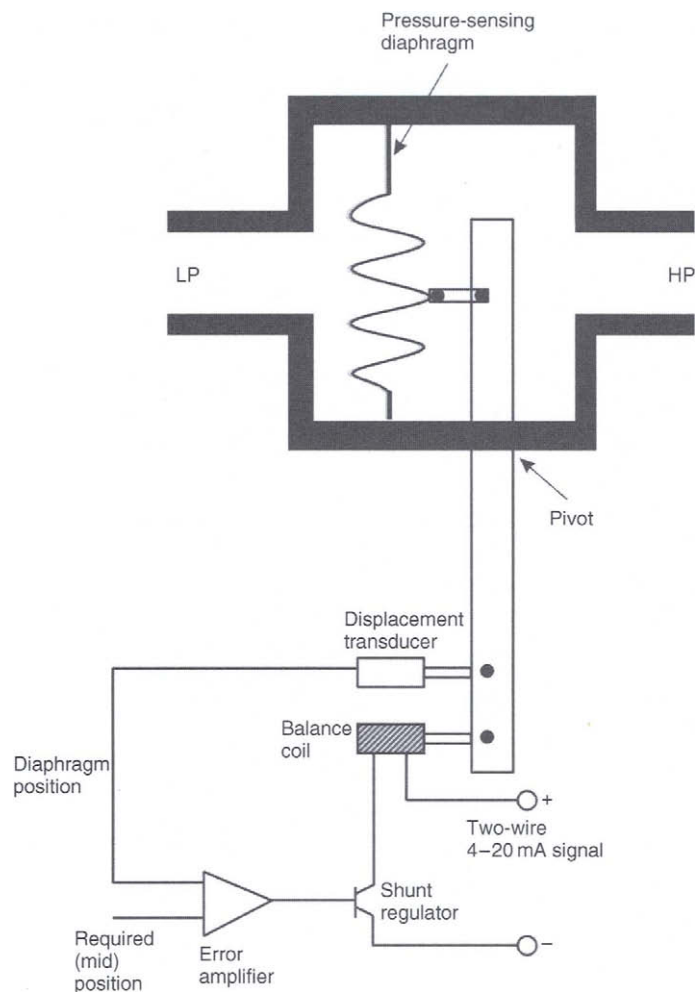 Pressure-sensing
diaphragm
LP
HP
Pivot
Displacement
transducer
Balance
coil
Diaphragm
position
+
Two-wire
4–20 mA signal
Shunt
regulator
–
Required
(mid)
position
Error
amplifier